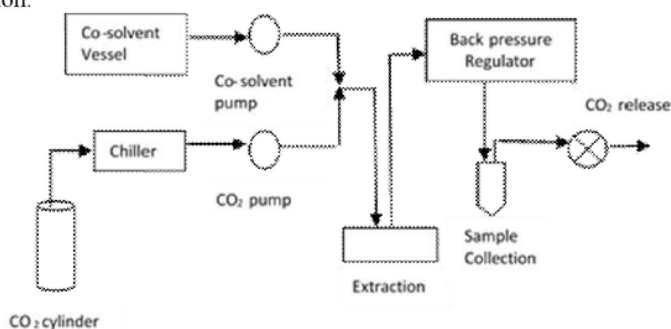 Co-solvent
Vessel
Co-solvent
pump
Back pressure
Regulator
CO₂ release
Chiller
CO₂ pump
Sample
Collection
Extraction
CO₂ cylinder